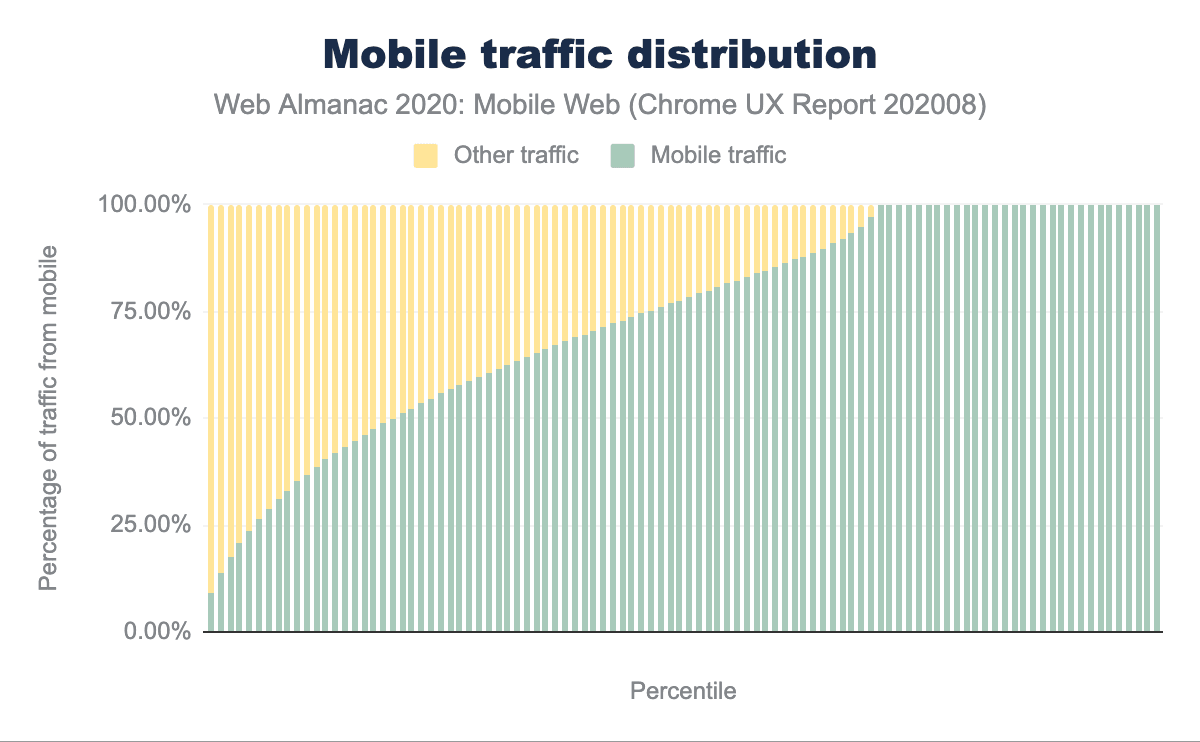 Mobile traffic distribution
Web Almanac 2020: Mobile Web (Chrome UX Report 202008)
Other traffic Mobile traffic
100.00%
75.00%
50.00%
25.00%
0.00%
Percentage of traffic from mobile
Percentile